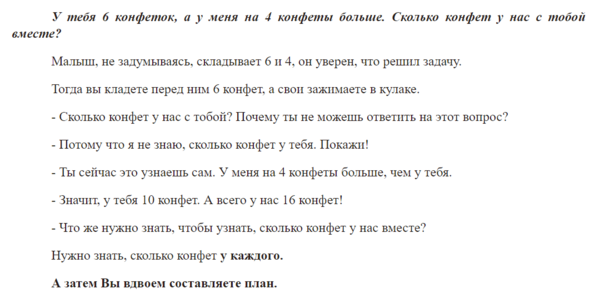 У тебя 6 конфеток, а у меня на 4 конфеты больше. Сколько конфет у нас с тобой
вместе?
Малыш, не задумываясь, складывает 6 и 4, он уверен, что решил задачу.
Тогда вы кладете перед ним 6 конфет, а свои зажимаете в кулаке.
- Сколько конфет у нас с тобой? Почему ты не можешь ответить на этот вопрос?
- Потому что я не знаю, сколько конфет у тебя. Покажи!
- Ты сейчас это узнаешь сам. У меня на 4 конфеты больше, чем у тебя.
- Значит, у тебя 10 конфет. А всего у нас 16 конфет!
- Что же нужно знать, чтобы узнать, сколько конфет у нас вместе?
Нужно знать, сколько конфет у каждого.
А затем Вы вдвоем составляете план.